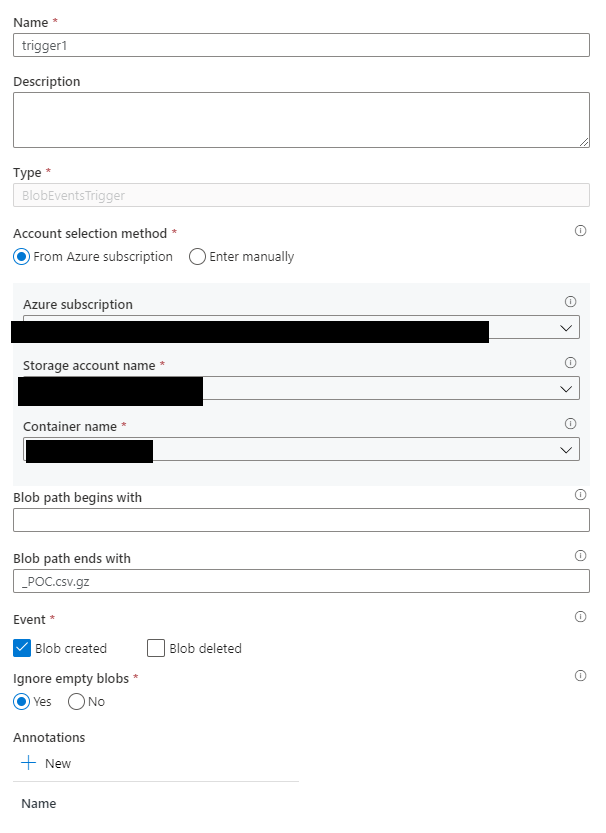 Name *
trigger1
Description
Type *
BlobEventsTrigger
Account selection method *
From Azure subscription Enter manually
Azure subscription
Storage account name *
Container name *
Blob path begins with
Blob path ends with
_POC.csv.gz
Event *
Blob created Blob deleted
Ignore empty blobs *
Yes No
Annotations
New
Name